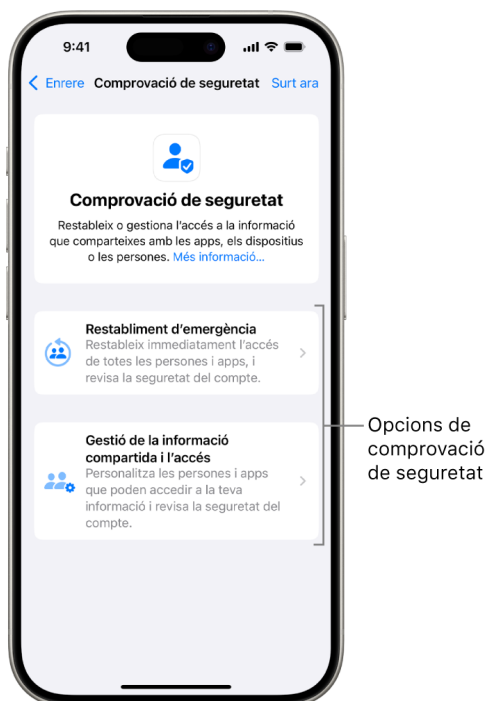 9:41
Enrere Comprovació de seguretat Surt ara
Comprovació de seguretat
Restableix o gestiona l’accés a la informació
que comparteixes amb les apps, els dispositius
o les persones. Més informació...
Restabliment d’emergència
Restableix immediatament l’accés
de totes les persones i apps, i
revisa la seguretat del compte.
Gestió de la informació
compartida i l’accés
Personalitza les persones i apps
que poden accedir a la teva
informació i revisa la seguretat del
compte.
Opcions de
comprovació
de seguretat